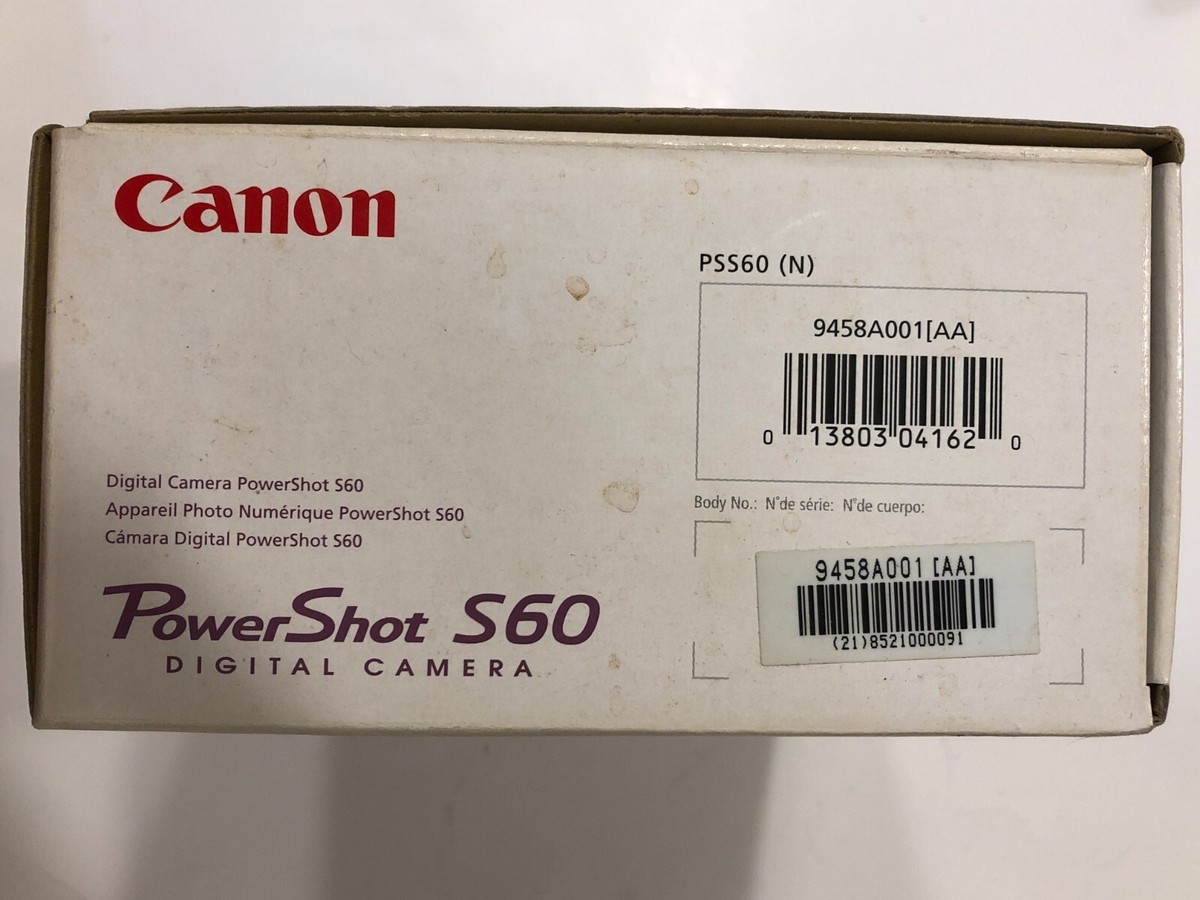 Canon
PSS60 (N)
9458A001[AA]
0 13803 04162 0
Digital Camera PowerShot S60
Appareil Photo Numérique PowerShot S60
Cámara Digital PowerShot S60
Body No.: N°de série: N°de cuerpo:
9458A001 [AA]
(21)8521000091
PowerShot S60
DIGITAL CAMERA